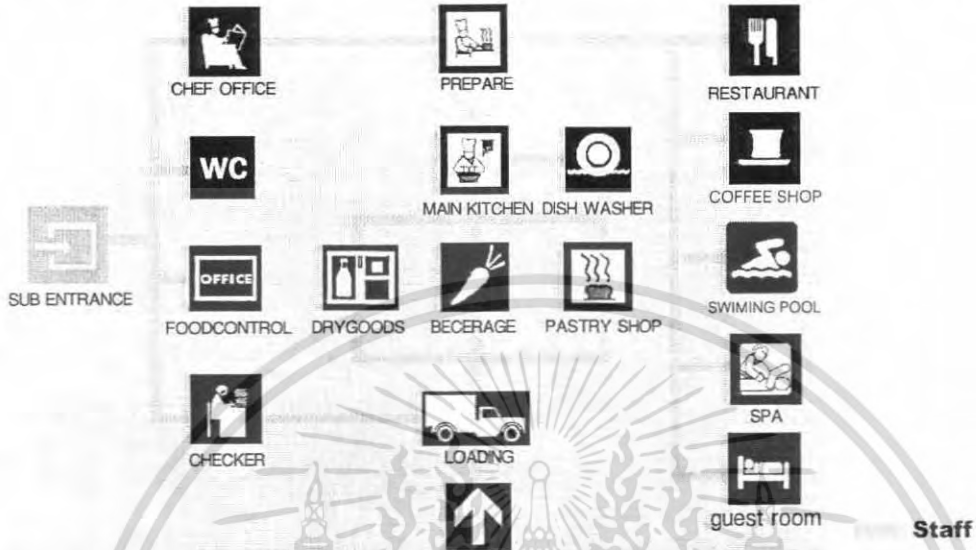 CHEF OFFICE
PREPARE
RESTAURANT
WC
MAIN KITCHEN
DISH WASHER
COFFEE SHOP
SUB ENTRANCE
OFFICE
FOODCONTROL
DRYGOODS
BECERAGE
PASTRY SHOP
SWIMING POOL
SPA
CHECKER
LOADING
guest room
Staff